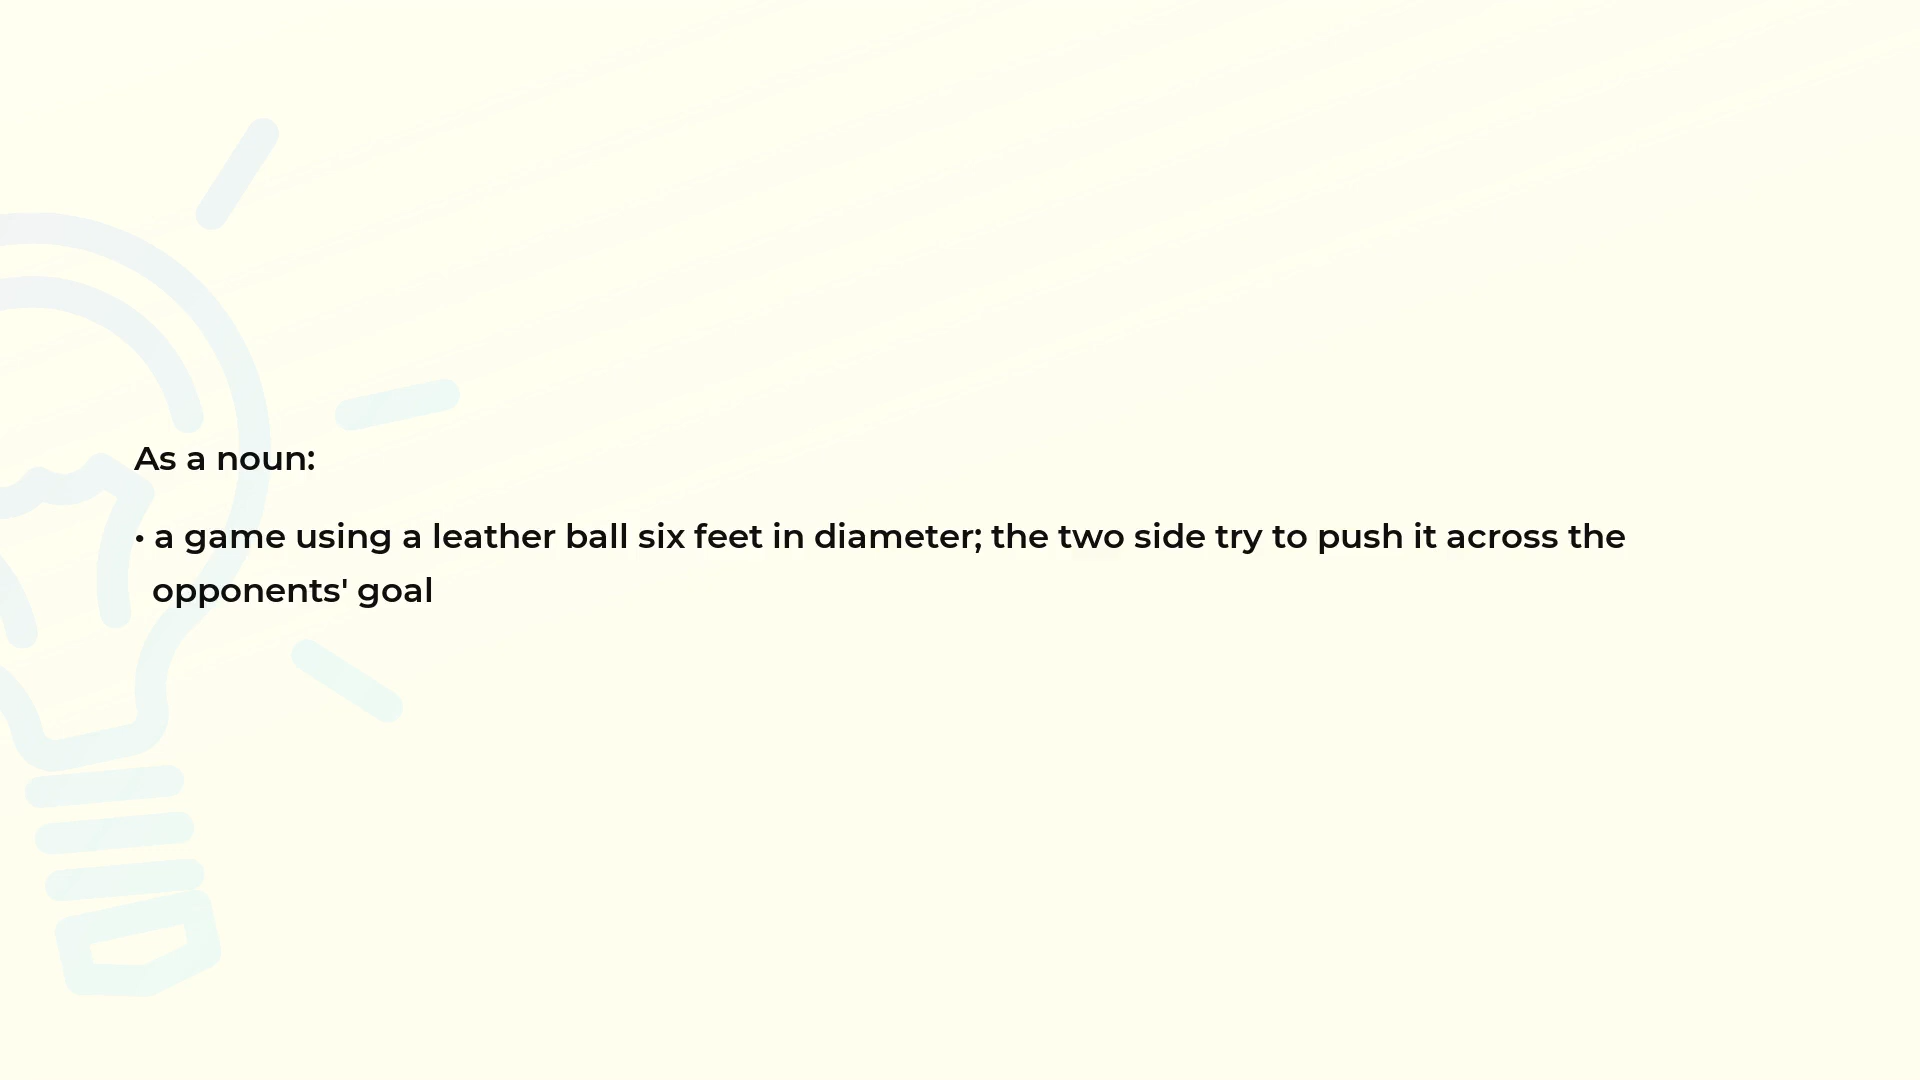 As a noun:
• a game using a leather ball six feet in diameter; the two side try to push it across the
opponents' goal